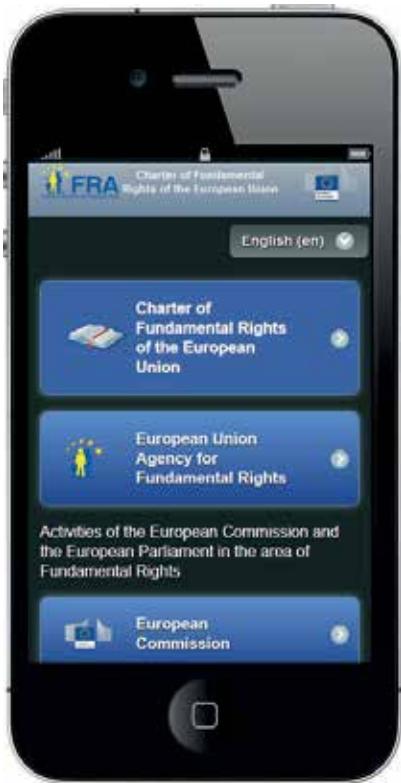 FRA
Charter of Fundamental
Rights of the European Union
English (en)
Charter of
Fundamental Rights
of the European
Union
European Union
Agency for
Fundamental Rights
Activities of the European Commission and
the European Parliament in the area of
Fundamental Rights
European
Commission